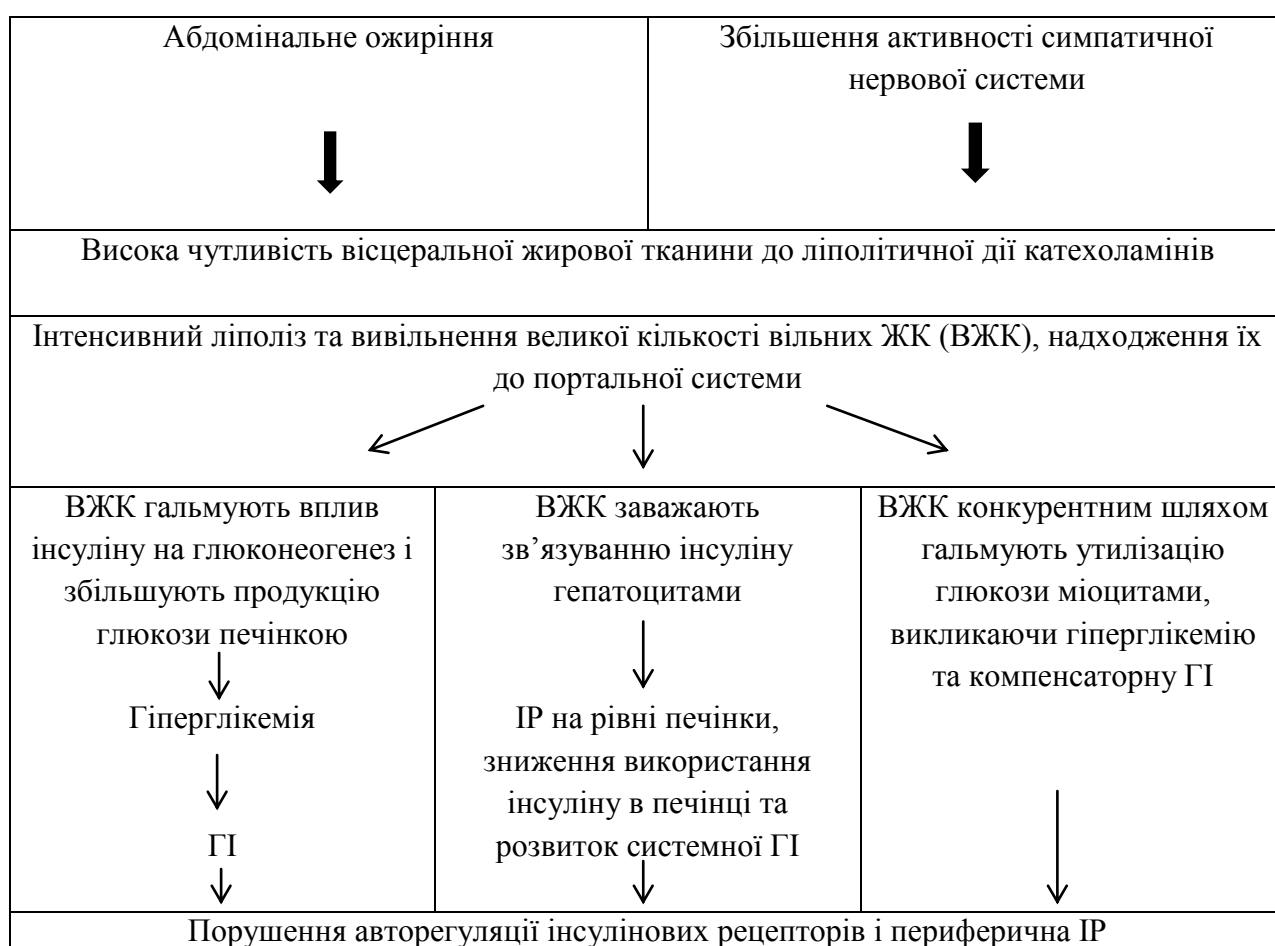 Абдомінальне ожиріння
Збільшення активності симпатичної
нервової системи
Висока чутливість вісцеральної жирової тканини до ліполітичної дії катехоламінів
Інтенсивний ліполіз та вивільнення великої кількості вільних ЖК (ВЖК), надходження їх
до портальної системи
ВЖК гальмують вплив
інсуліну на глюконеогенез і
збільшують продукцію
глюкози печінкою
Гіперглікемія
ГІ
ВЖК заважають
зв’язуванню інсуліну
гепатоцитами
ІР на рівні печінки,
зниження використання
інсуліну в печінці та
розвиток системної ГІ
ВЖК конкурентним шляхом
гальмують утилізацію
глюкози міоцитами,
викликаючи гіперглікемію
та компенсаторну ГІ
Порушення авторегуляції інсулінових рецепторів і периферична ІР